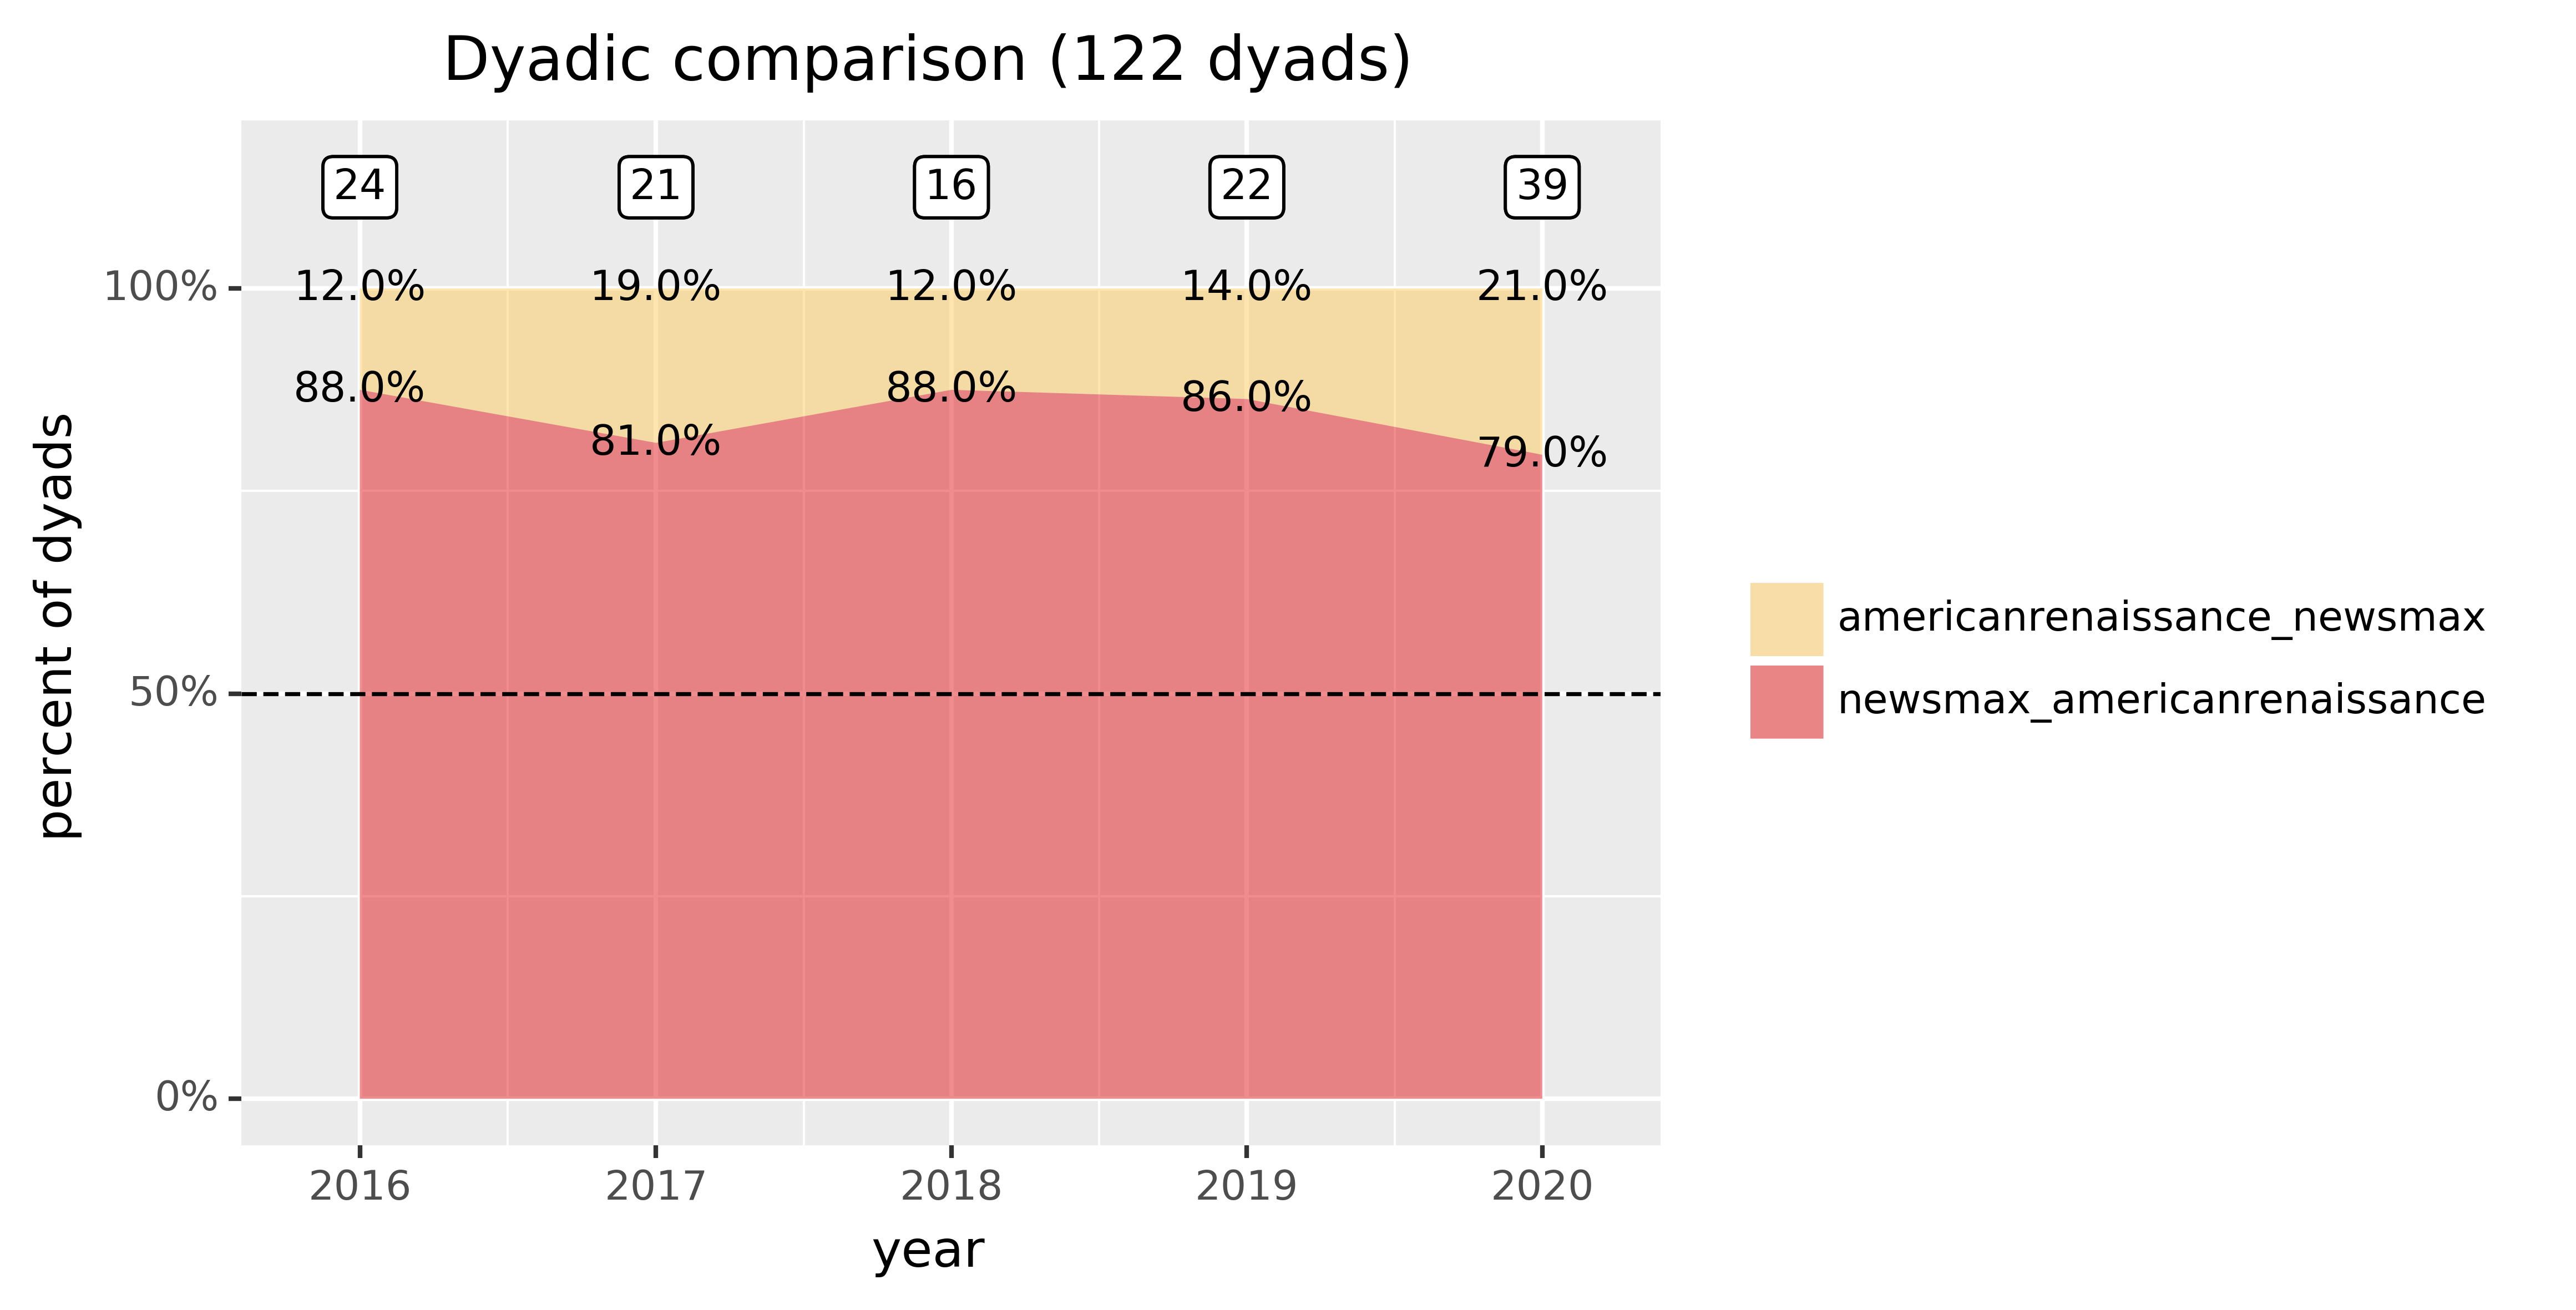 Dyadic comparison (122 dyads)
24 21 16 22 39
100% 12.0% 19.0% 12.0% 14.0% 21.0%
88.0% 81.0% 88.0% 86.0% 79.0%
50%
0%
percent of dyads
2016 2017 2018 2019 2020
year
americanrenaissance_newsmax
newsmax_americanrenaissance